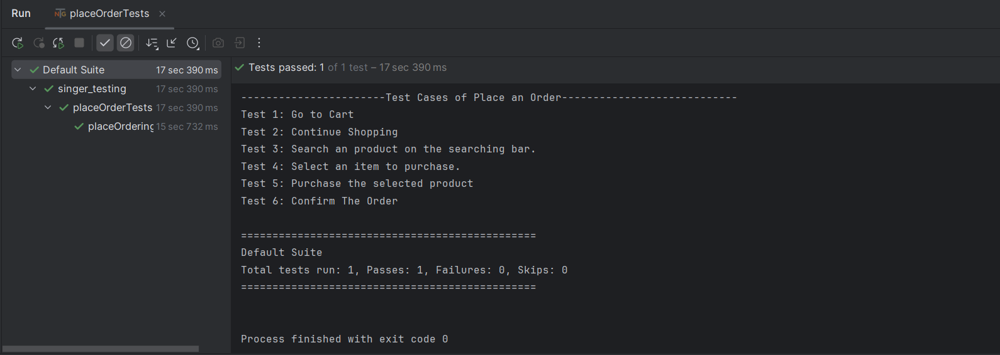 Run placeOrderTests
Default Suite 17 sec 390 ms
singer_testing 17 sec 390 ms
placeOrderTests 17 sec 390 ms
placeOrdering 15 sec 732 ms
Tests passed: 1 of 1 test – 17 sec 390 ms
-----------------------Test Cases of Place an Order----------------------------
Test 1: Go to Cart
Test 2: Continue Shopping
Test 3: Search an product on the searching bar.
Test 4: Select an item to purchase.
Test 5: Purchase the selected product
Test 6: Confirm The Order
===============================================
Default Suite
Total tests run: 1, Passes: 1, Failures: 0, Skips: 0
===============================================
Process finished with exit code 0